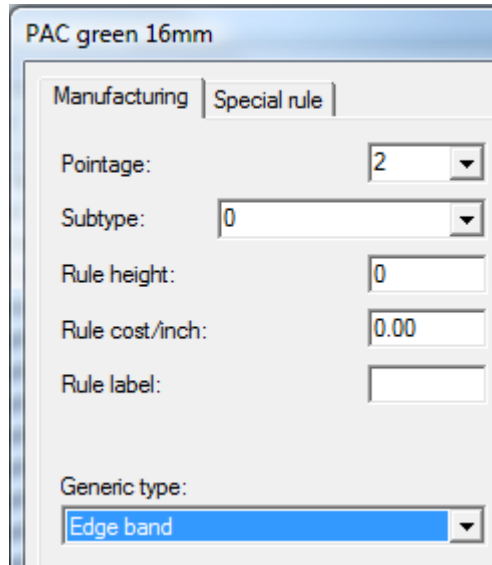 PAC green 16mm
Manufacturing Special rule
Pointage: 2
Subtype: 0
Rule height: 0
Rule cost/inch: 0.00
Rule label:
Generic type:
Edge band